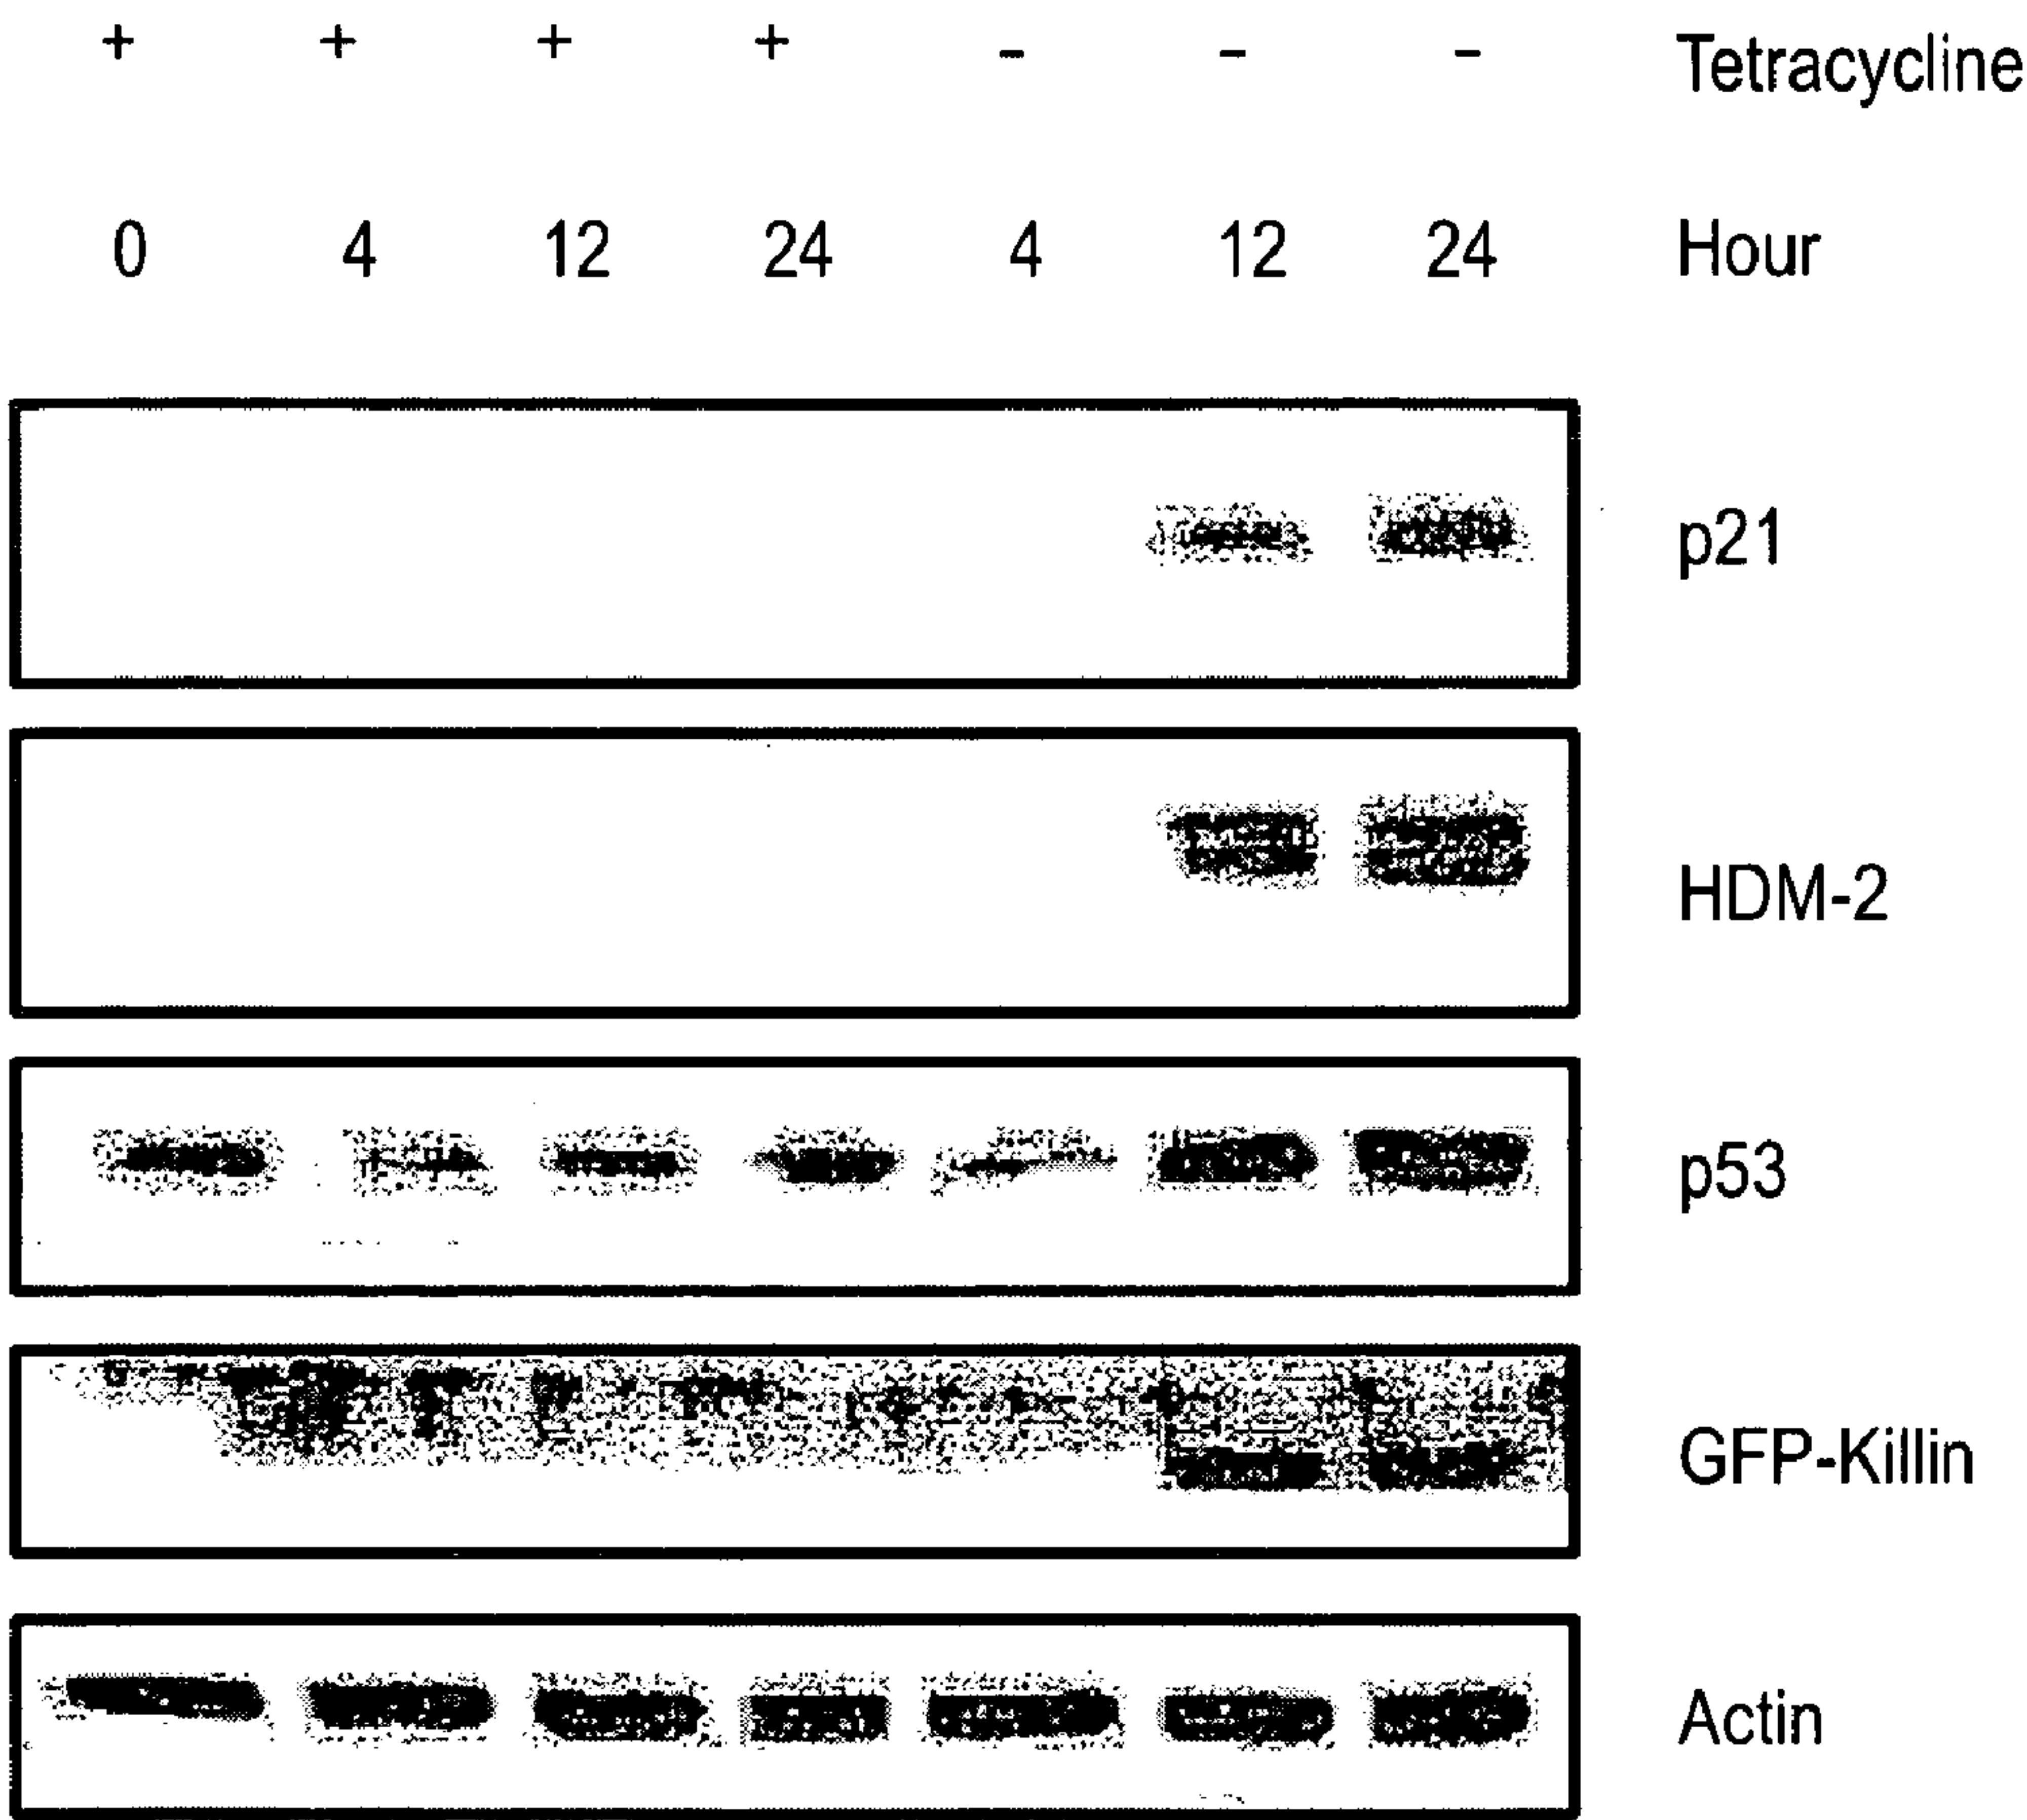 + + + + - - - Tetracycline
0 4 12 24 4 12 24 Hour
p21
HDM-2
p53
GFP-Killin
Actin